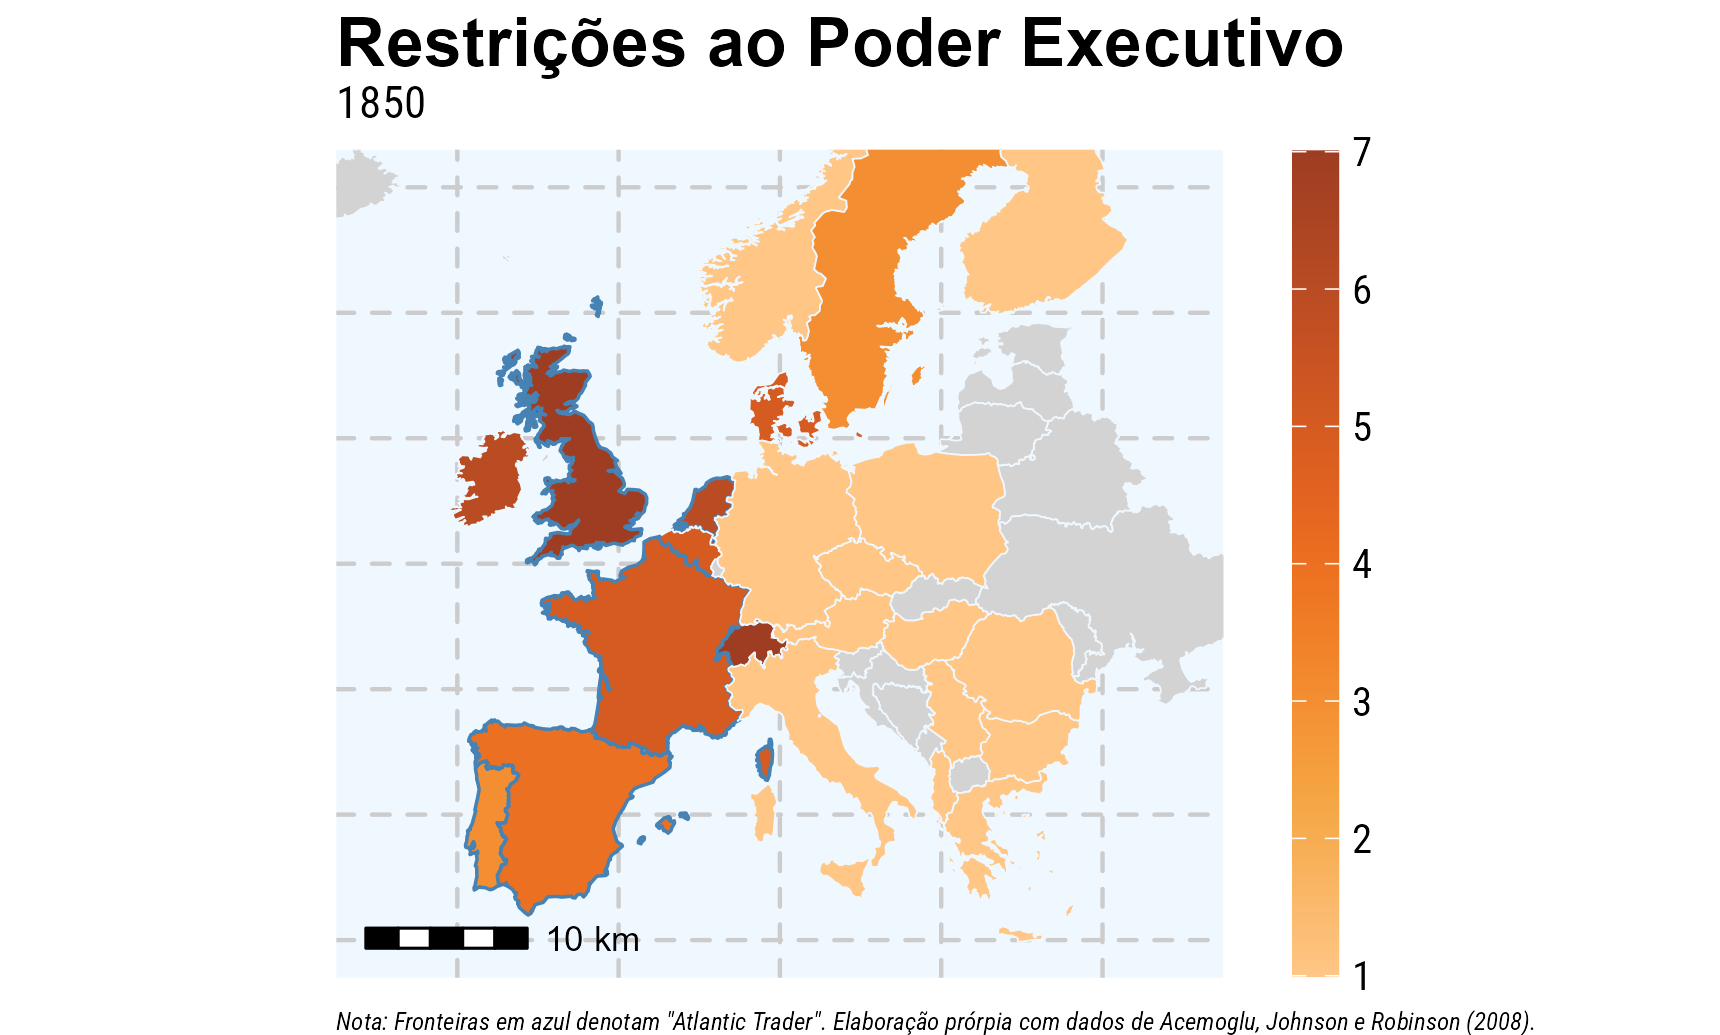 Restrições ao Poder Executivo
1850
7
6
5
4
3
2
1
10 km
Nota: Fronteiras em azul denotam "Atlantic Trader". Elaboração prórpia com dados de Acemoglu, Johnson e Robinson (2008).